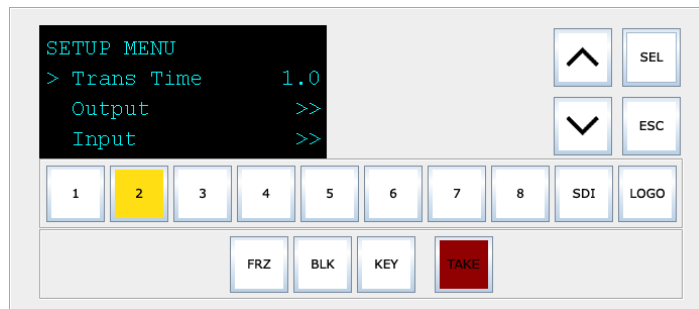 SETUP MENU
> Trans Time 1.0
Output >>
Input >>
SEL
ESC
1 2 3 4 5 6 7 8 SDI LOGO
FRZ BLK KEY TAKE